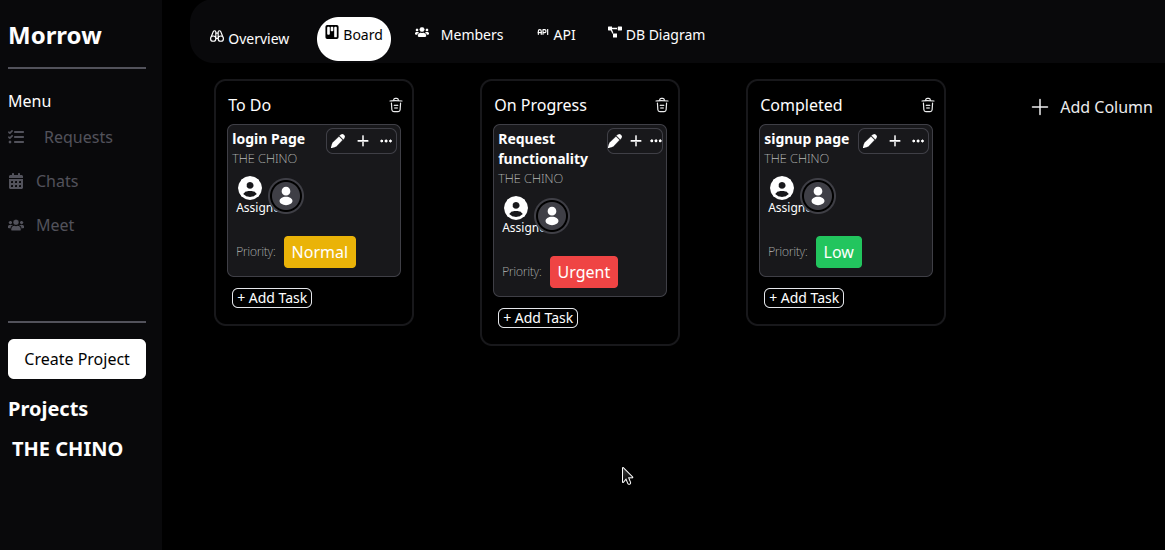 Morrow
Menu
Requests
Chats
Meet
Create Project
Projects
THE CHINO
Overview
Board
Members
API API
DB Diagram
To Do
login Page
THE CHINO
Assign
Priority: Normal
+ Add Task
On Progress
Request
functionality
THE CHINO
Assign
Priority: Urgent
+ Add Task
Completed
signup page
THE CHINO
Assign
Priority: Low
+ Add Task
+ Add Column